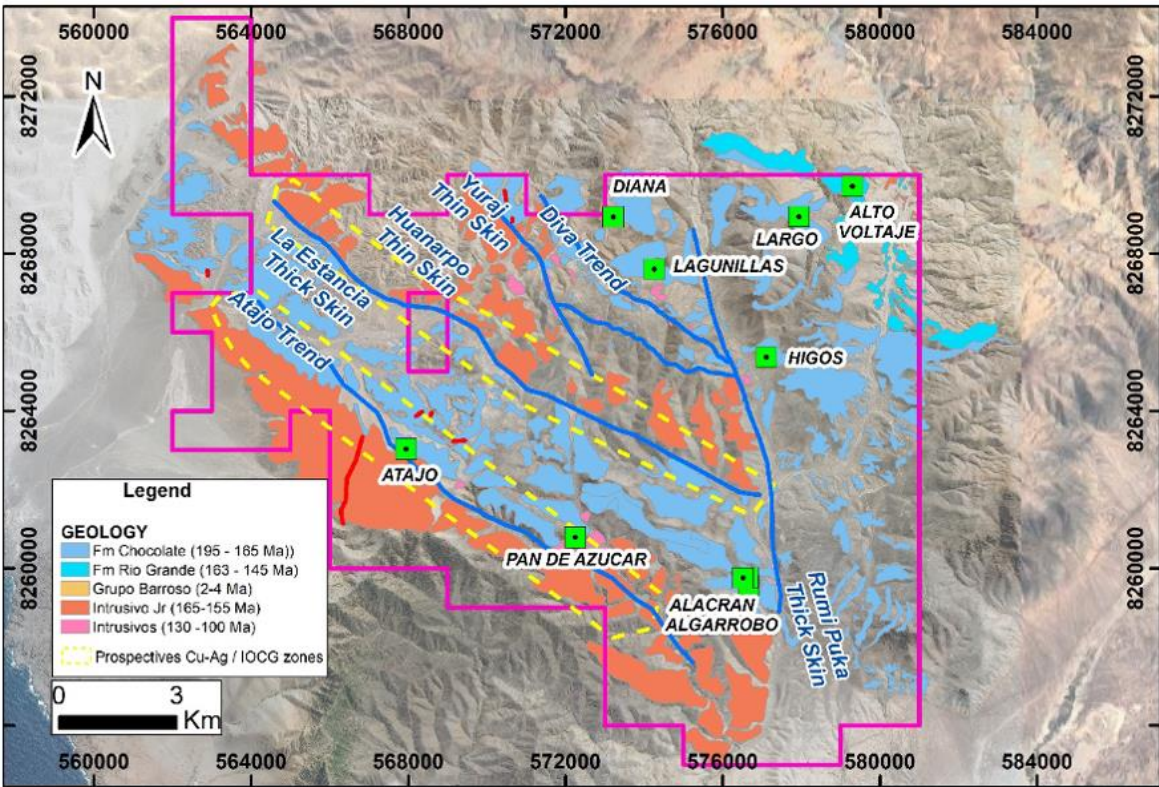 560000 564000 568000 572000 576000 580000 584000
8272000
8272000
N
DIANA
LARGO
ALTO
VOLTAJE
Yuraj
Thin Skin
Diva Trend
Huanarpo
Thin Skin
8268000
8268000
LAGUNILLAS
La Estancia
Thick Skin
Atajo Trend
HIGOS
8264000
8264000
ATAJO
Legend
GEOLOGY
Fm Chocolate (195 - 165 Ma))
Fm Rio Grande (163 - 145 Ma)
Grupo Barroso (2-4 Ma)
Intrusivo Jr (165-155 Ma)
Intrusivos (130 -100 Ma)
Prospectives Cu-Ag / IOCG zones
PAN DE AZUCAR
8260000
8260000
ALACRAN
ALGARROBO
Rumi Puka
Thick Skin
0 3
Km
560000 564000 568000 572000 576000 580000 584000